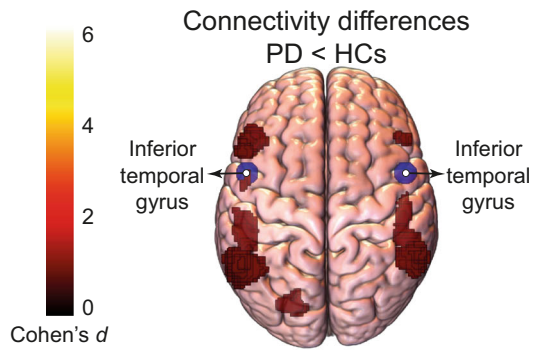 Connectivity differences
PD < HCs
6
4
2
0
Cohen's d
Inferior
temporal
gyrus
Inferior
temporal
gyrus